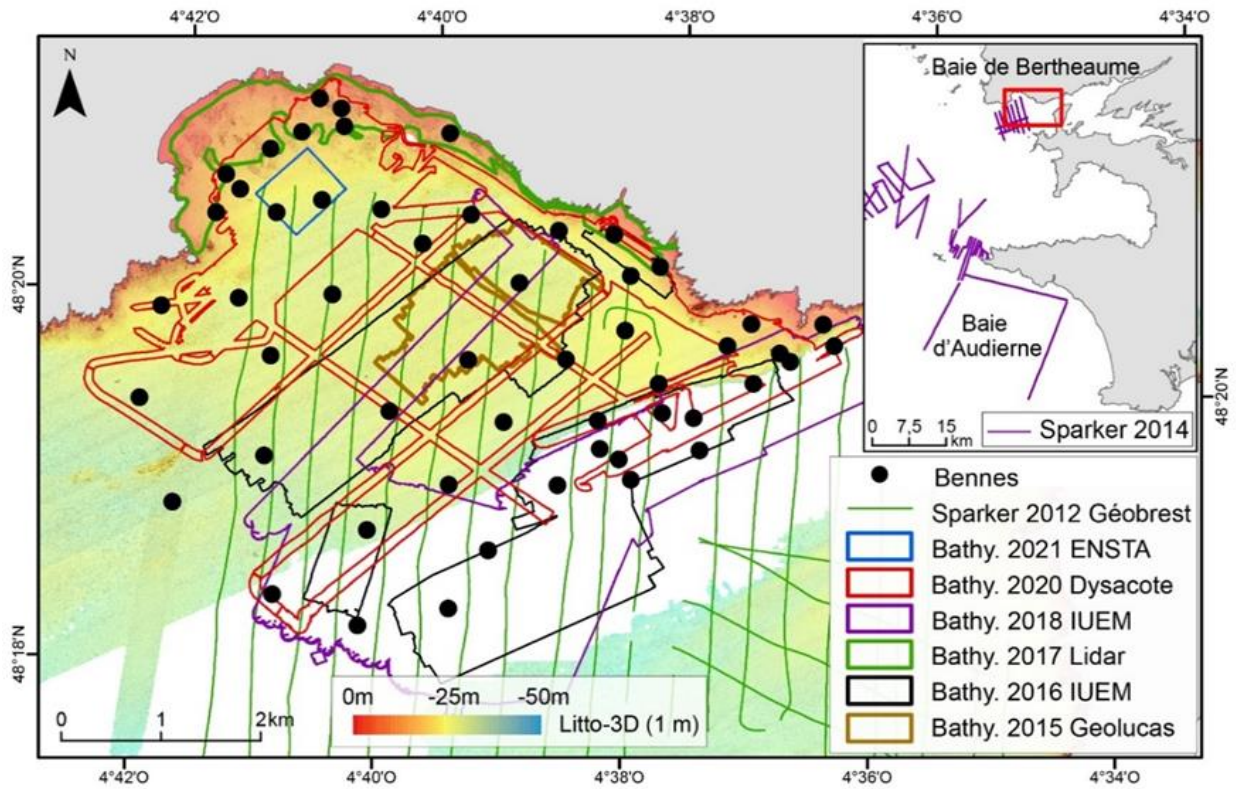 4°42'O 4°40'O 4°38'O 4°36'O 4°34'O
N
Baie de Bertheaume
48°20'N
Baie
d'Audierne
48°20'N
0 7,5 15
km
Sparker 2014
Bennes
Sparker 2012 Géobrest
Bathy. 2021 ENSTA
Bathy. 2020 Dysacote
Bathy. 2018 IUEM
Bathy. 2017 Lidar
Bathy. 2016 IUEM
Bathy. 2015 Geolucas
48°18'N
0m -25m -50m
Litto-3D (1 m)
0 1 2km
4°42'O 4°40'O 4°38'O 4°36'O 4°34'O